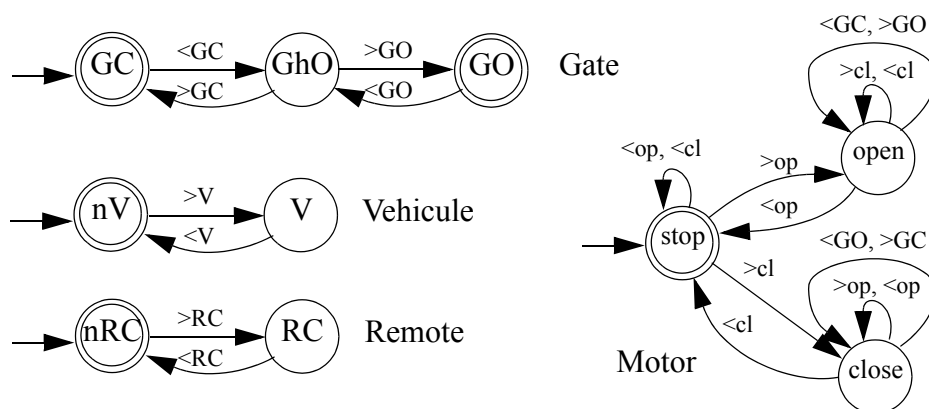 GC
<GC
>GC
GhO
>GO
<GO
GO
Gate
nV
>V
<V
V
Vehicule
nRC
>RC
<RC
RC
Remote
<GC, >GO
>cl, <cl
open
<op, <cl
>op
<op
stop
<GO, >GC
>cl
>op, <op
<cl
close
Motor